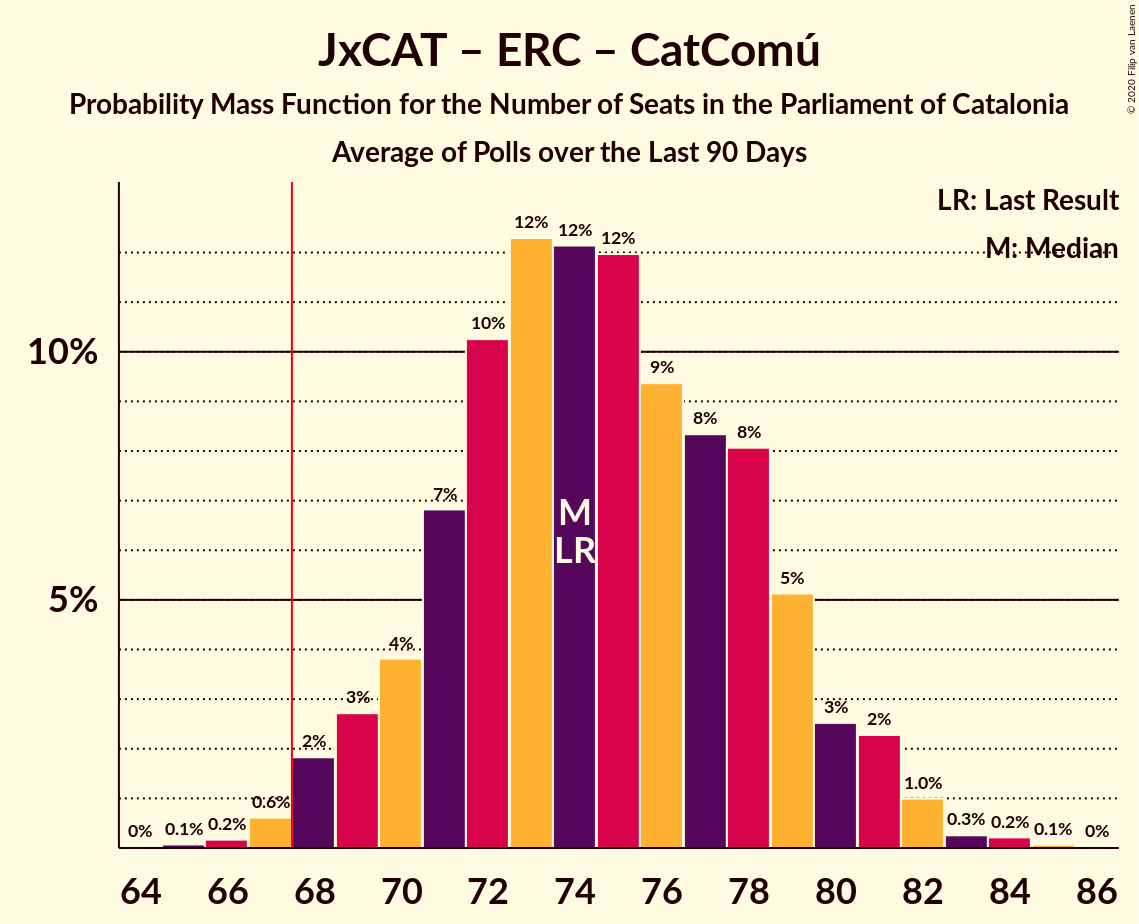 © 2020 Filip van Laenen
JxCAT – ERC – CatComú
Probability Mass Function for the Number of Seats in the Parliament of Catalonia
Average of Polls over the Last 90 Days
LR: Last Result
M: Median
10%
5%
0%
0.1%
0.2%
0.6%
2%
3%
4%
7%
10%
12%
12%
12%
9%
8%
8%
5%
3%
2%
1.0%
0.3%
0.2%
0.1%
0%
M
LR
64 66 68 70 72 74 76 78 80 82 84 86